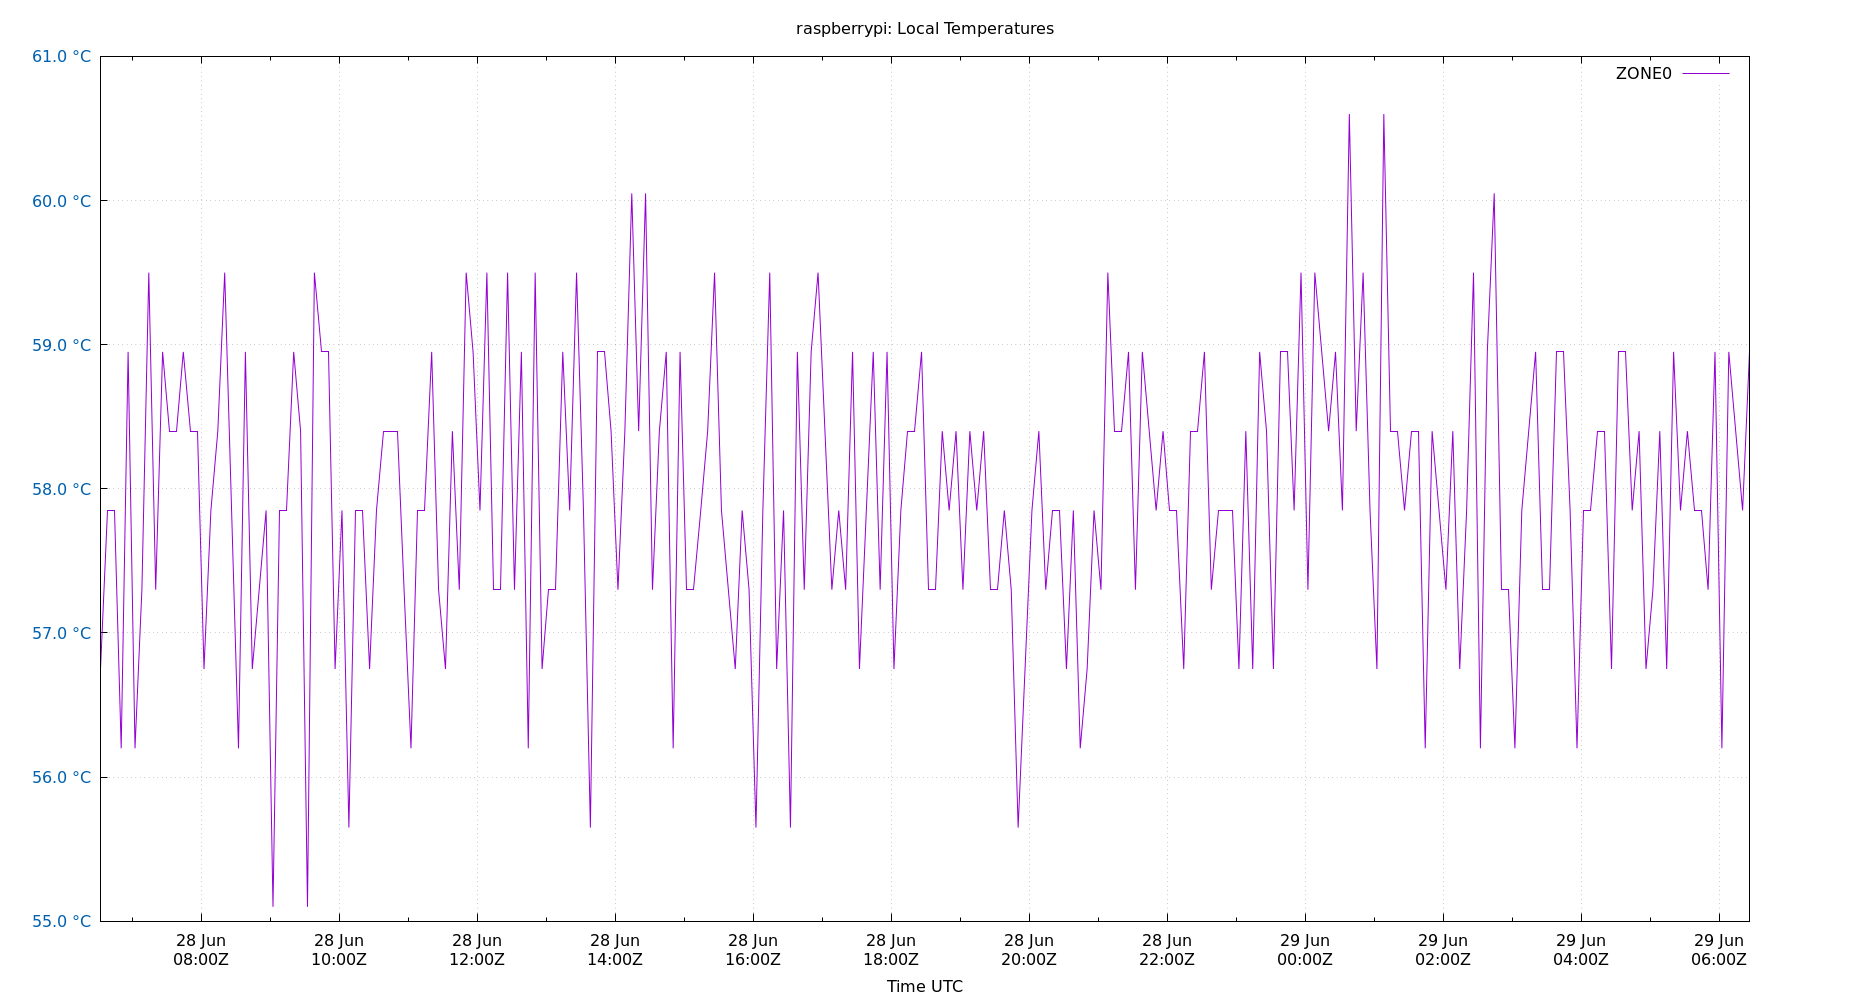 raspberrypi: Local Temperatures
61.0 °C
ZONE0
60.0 °C
59.0 °C
58.0 °C
57.0 °C
56.0 °C
55.0 °C
28 Jun 28 Jun 28 Jun 28 Jun 28 Jun 28 Jun 28 Jun 28 Jun 29 Jun 29 Jun 29 Jun 29 Jun
08:00Z 10:00Z 12:00Z 14:00Z 16:00Z 18:00Z 20:00Z 22:00Z 00:00Z 02:00Z 04:00Z 06:00Z
Time UTC